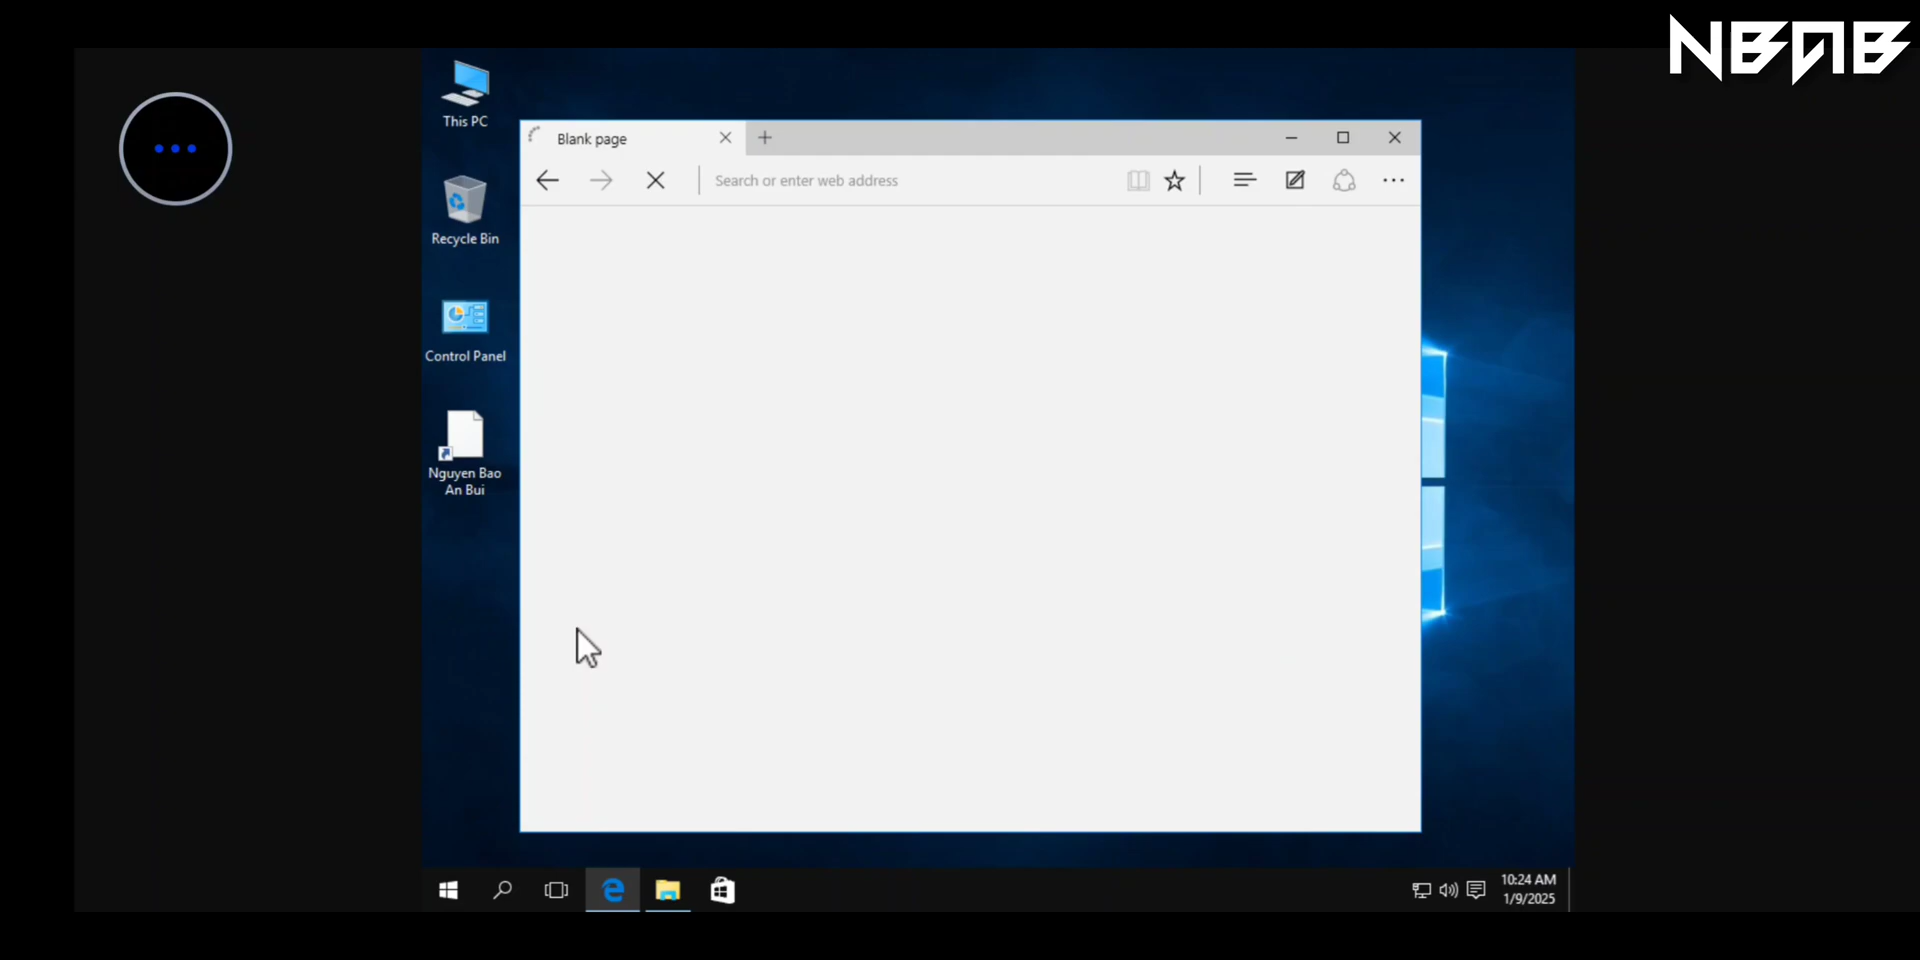 NBAB
This PC
Blank page
Search or enter web address
Recycle Bin
Control Panel
Nguyen Bao
An Bui
10:24 AM
1/9/2025